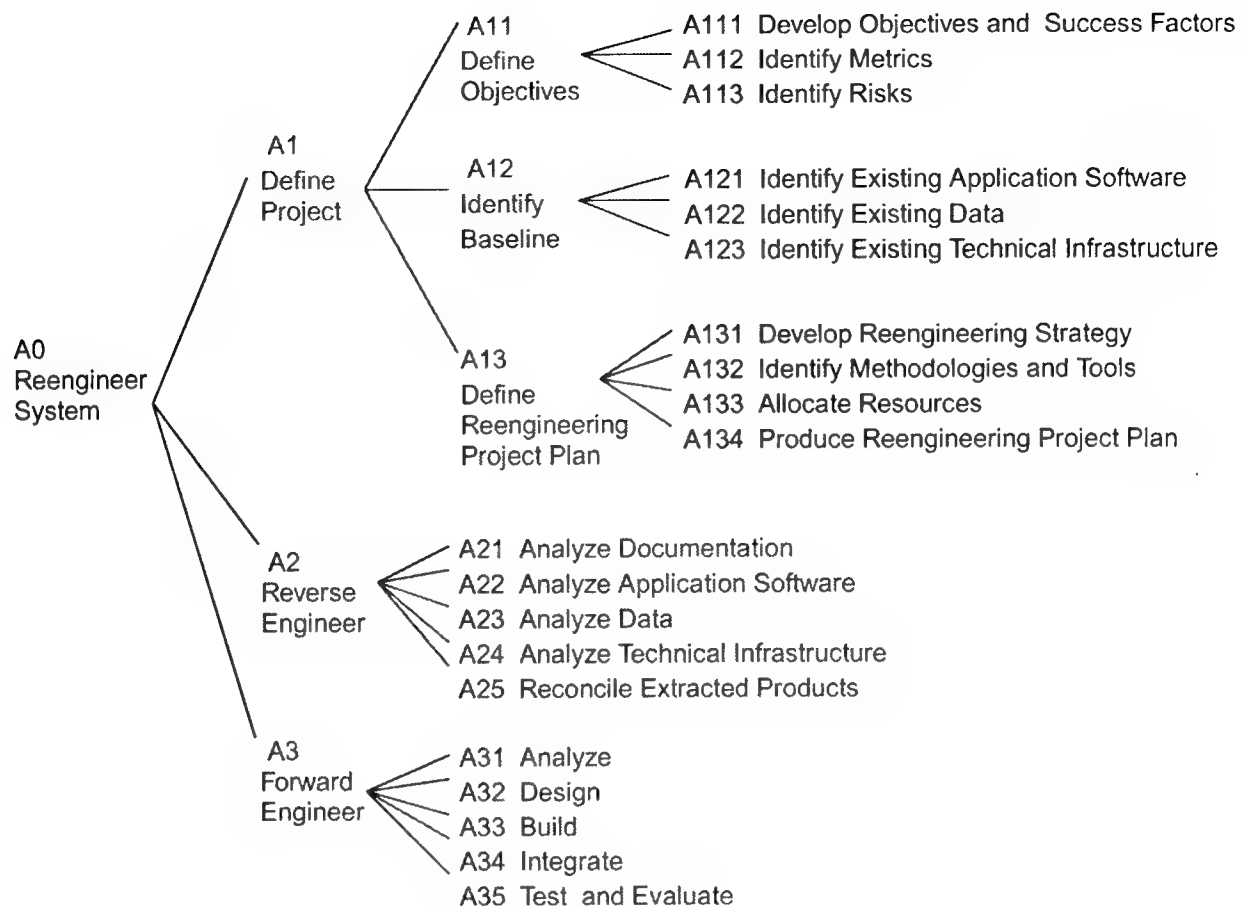 A0
Reengineer
System
A1
Define
Project
A11
Define
Objectives
A111 Develop Objectives and Success Factors
A112 Identify Metrics
A113 Identify Risks
A12
Identify
Baseline
A121 Identify Existing Application Software
A122 Identify Existing Data
A123 Identify Existing Technical Infrastructure
A13
Define
Reengineering
Project Plan
A131 Develop Reengineering Strategy
A132 Identify Methodologies and Tools
A133 Allocate Resources
A134 Produce Reengineering Project Plan
A2
Reverse
Engineer
A21 Analyze Documentation
A22 Analyze Application Software
A23 Analyze Data
A24 Analyze Technical Infrastructure
A25 Reconcile Extracted Products
A3
Forward
Engineer
A31 Analyze
A32 Design
A33 Build
A34 Integrate
A35 Test and Evaluate